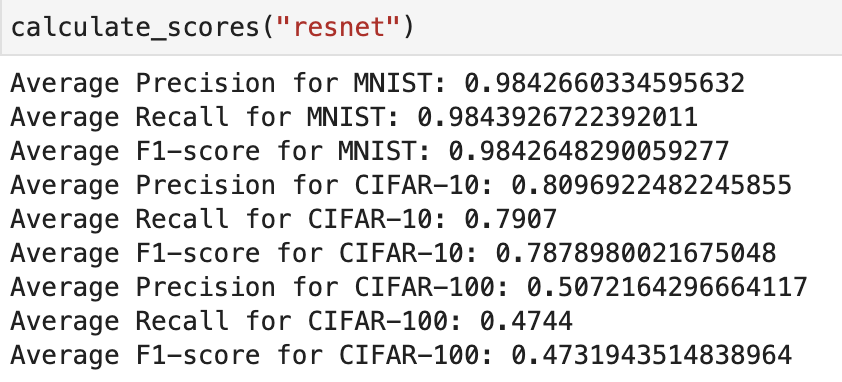 calculate_scores("resnet")
Average Precision for MNIST: 0.9842660334595632
Average Recall for MNIST: 0.9843926722392011
Average F1-score for MNIST: 0.9842648290059277
Average Precision for CIFAR-10: 0.8096922482245855
Average Recall for CIFAR-10: 0.7907
Average F1-score for CIFAR-10: 0.7878980021675048
Average Precision for CIFAR-100: 0.5072164296664117
Average Recall for CIFAR-100: 0.4744
Average F1-score for CIFAR-100: 0.4731943514838964